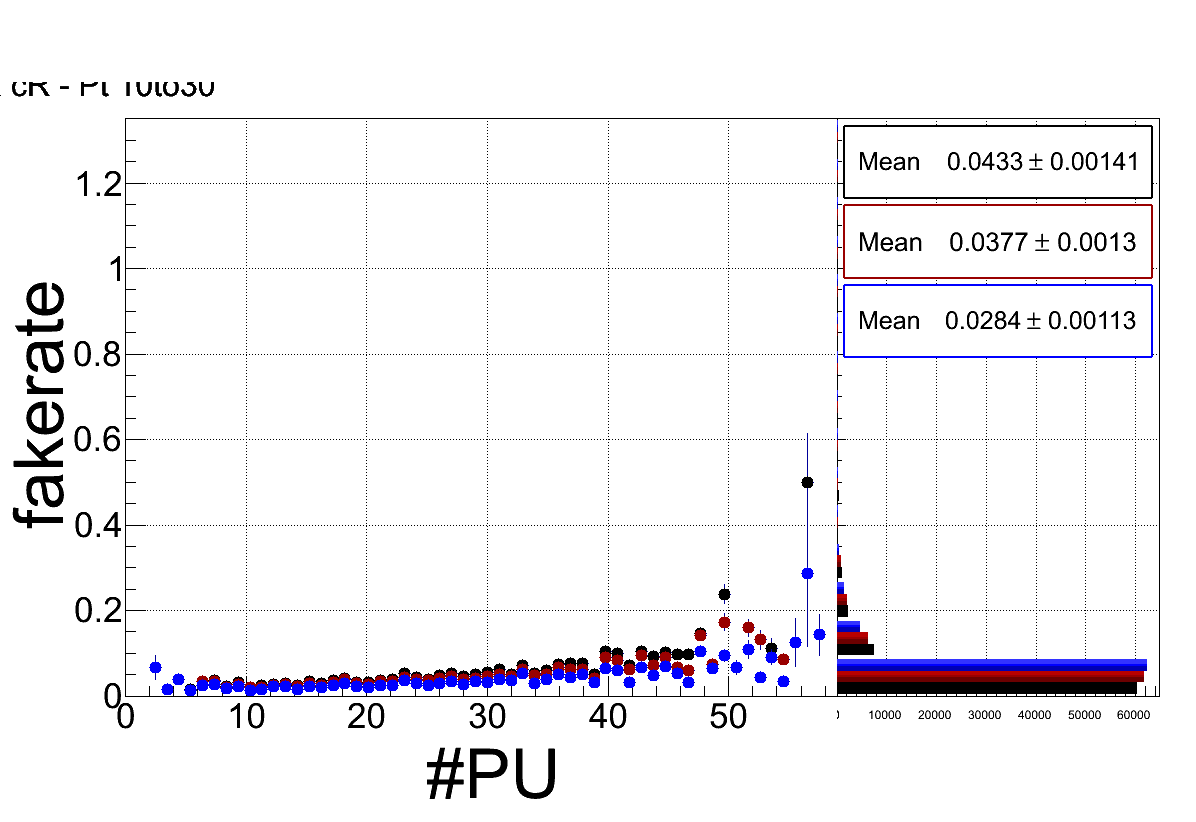 cR - Pt 10to30
1.2
1
0.8
0.6
0.4
0.2
0
fakerate
0 10 20 30 40 50
#PU
Mean 0.0433 ± 0.00141
Mean 0.0377 ± 0.0013
Mean 0.0284 ± 0.00113
10000 20000 30000 40000 50000 60000